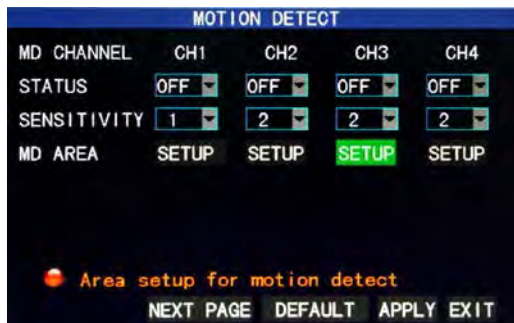 MOTION DETECT
MD CHANNEL CH1 CH2 CH3 CH4
STATUS OFF OFF OFF OFF
SENSITIVITY 1 2 2 2
MD AREA SETUP SETUP SETUP SETUP
Area setup for motion detect
NEXT PAGE DEFAULT APPLY EXIT